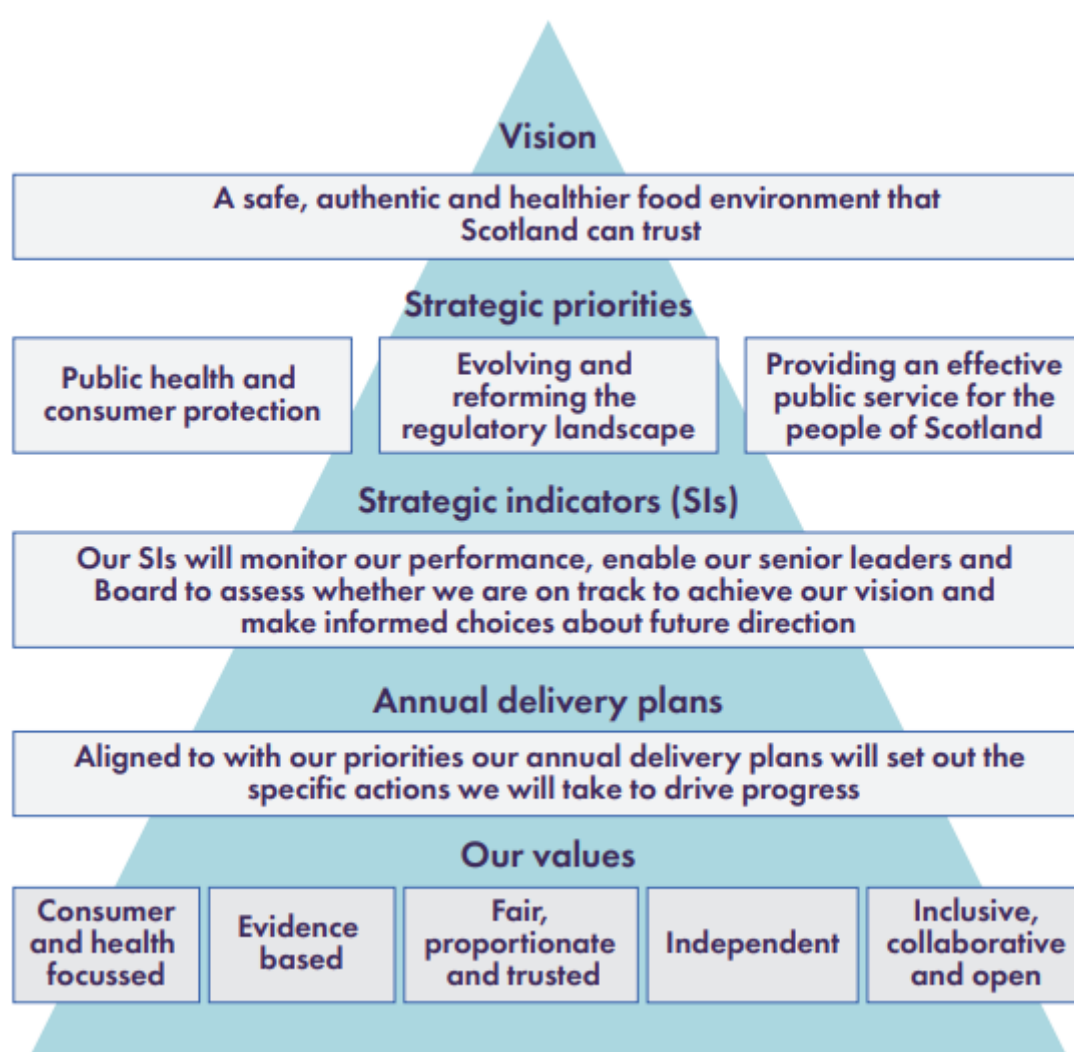 Vision
A safe, authentic and healthier food environment that
Scotland can trust
Strategic priorities
Public health and
consumer protection
Evolving and
reforming the
regulatory landscape
Providing an effective
public service for the
people of Scotland
Strategic indicators (SIs)
Our SIs will monitor our performance, enable our senior leaders and
Board to assess whether we are on track to achieve our vision and
make informed choices about future direction
Annual delivery plans
Aligned to with our priorities our annual delivery plans will set out the
specific actions we will take to drive progress
Our values
Consumer
and health
focussed
Evidence
based
Fair,
proportionate
and trusted
Independent
Inclusive,
collaborative
and open